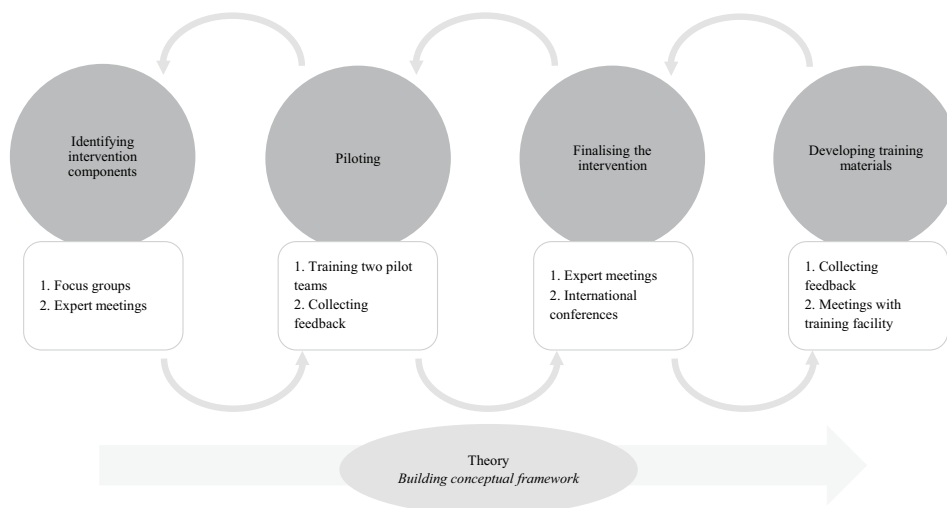 Identifying
intervention
components
Piloting
Finalising the
intervention
Developing training
materials
1. Focus groups
2. Expert meetings
1. Training two pilot
teams
2. Collecting
feedback
1. Expert meetings
2. International
conferences
1. Collecting
feedback
2. Meetings with
training facility
Theory
Building conceptual framework